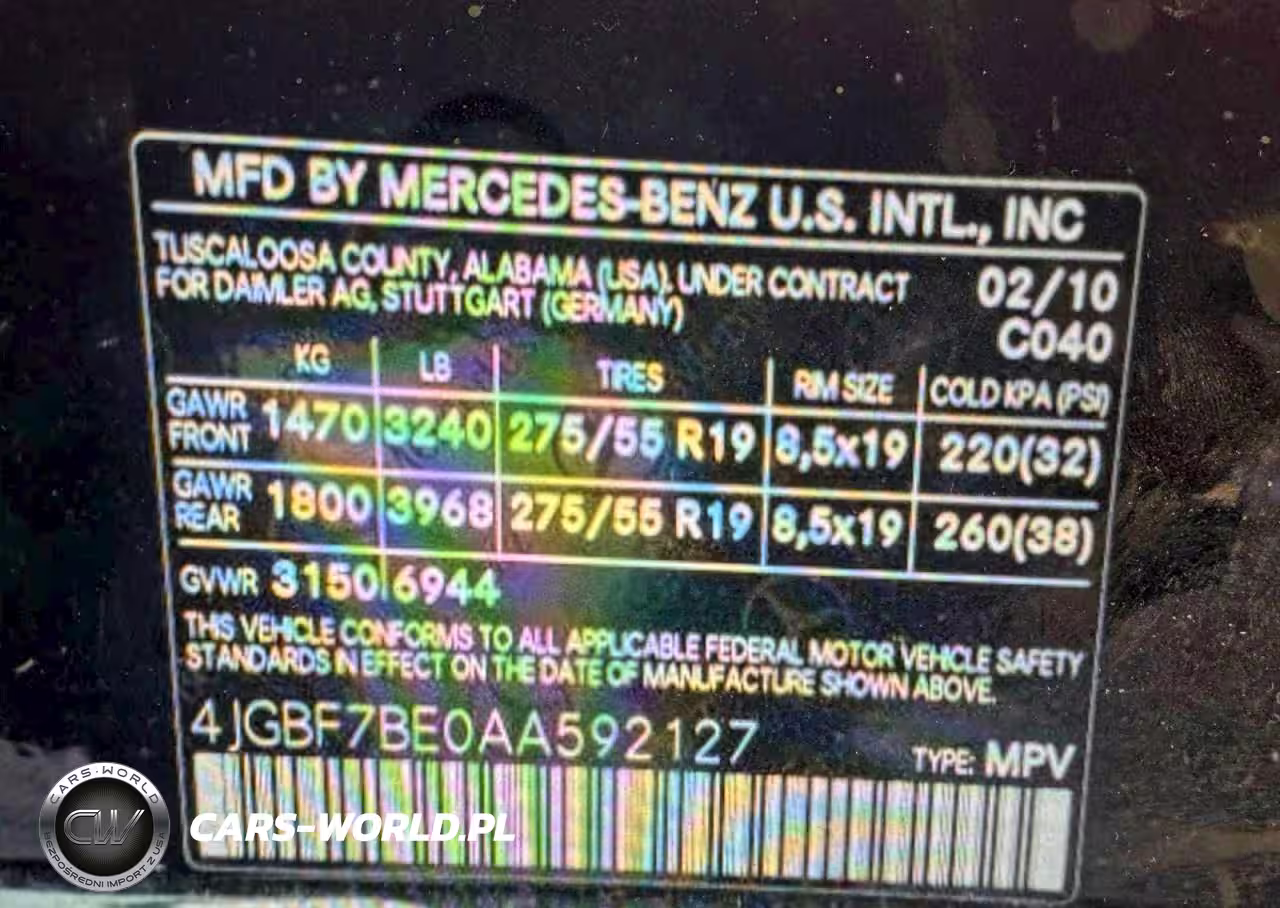 MFD BY MERCEDES-BENZ U.S. INTL., INC
TUSCALOOSA COUNTY, ALABAMA (USA), UNDER CONTRACT
FOR DAIMLER AG, STUTTGART (GERMANY)
02/10
C040
KG LB TIRES RIM SIZE COLD KPA (PSI)
GAWR FRONT 1470 3240 275/55 R19 8,5x19 220(32)
GAWR REAR 1800 3968 275/55 R19 8,5x19 260(38)
GVWR 3150 6944
THIS VEHICLE CONFORMS TO ALL APPLICABLE FEDERAL MOTOR VEHICLE SAFETY
STANDARDS IN EFFECT ON THE DATE OF MANUFACTURE SHOWN ABOVE.
4JGBF7BE0AA592127
TYPE: MPV
CARS-WORLD
CW
BEZPOŚREDNI IMPORT Z USA
CARS-WORLD.PL